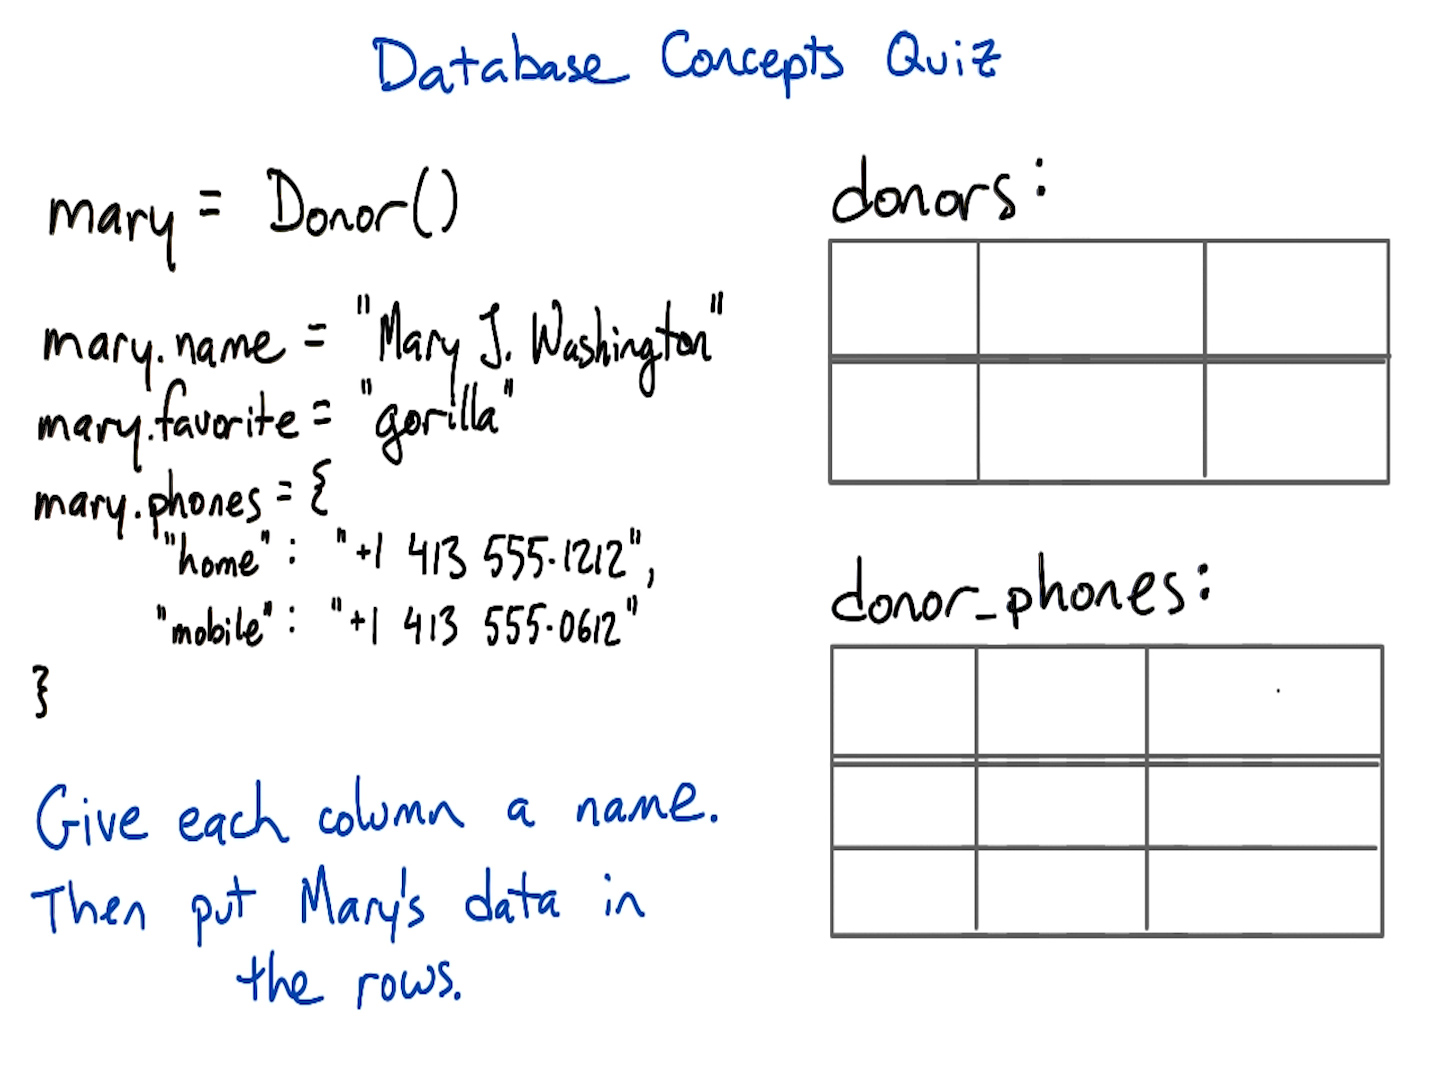 Database Concepts Quiz
mary = Donor()
mary.name = "Mary J. Washington"
mary.favorite = "gorilla"
mary.phones = {
"home": "+1 413 555-1212",
"mobile": "+1 413 555-0612"
}
Give each column a name.
Then put Mary's data in
the rows.
donors:
donor_phones: